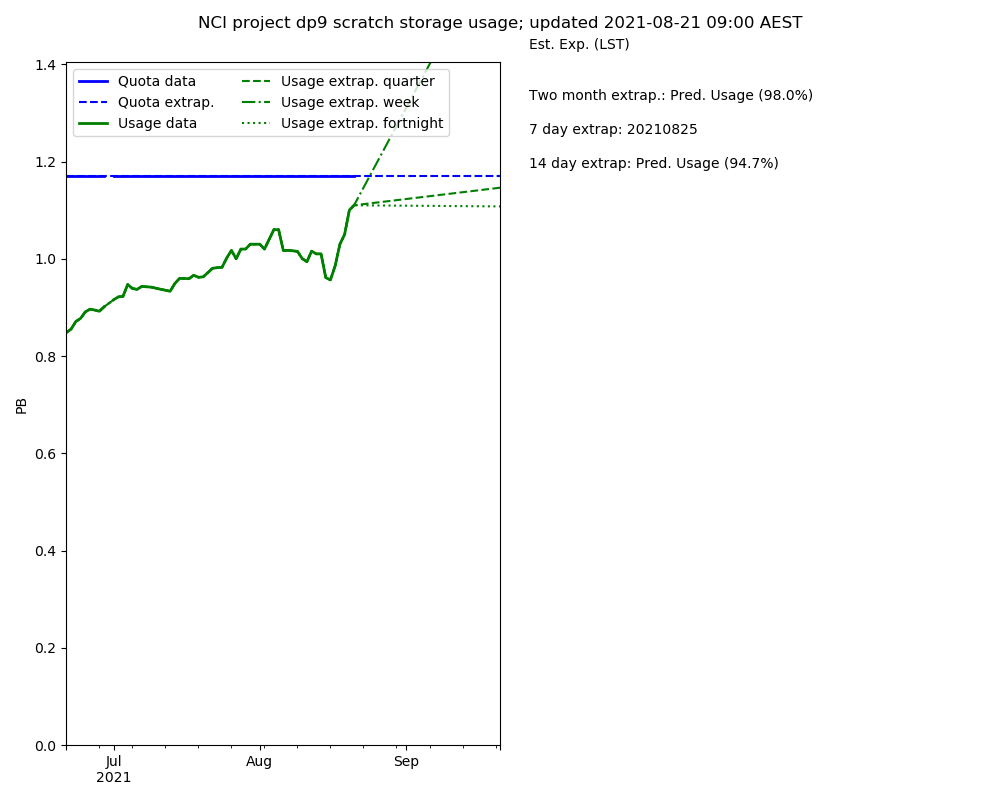 NCI project dp9 scratch storage usage; updated 2021-08-21 09:00 AEST
Est. Exp. (LST)
Two month extrap.: Pred. Usage (98.0%)
7 day extrap: 20210825
14 day extrap: Pred. Usage (94.7%)
Quota data
Quota extrap.
Usage data
Usage extrap. quarter
Usage extrap. week
Usage extrap. fortnight
PB
1.4
1.2
1.0
0.8
0.6
0.4
0.2
0.0
Jul
2021
Aug
Sep